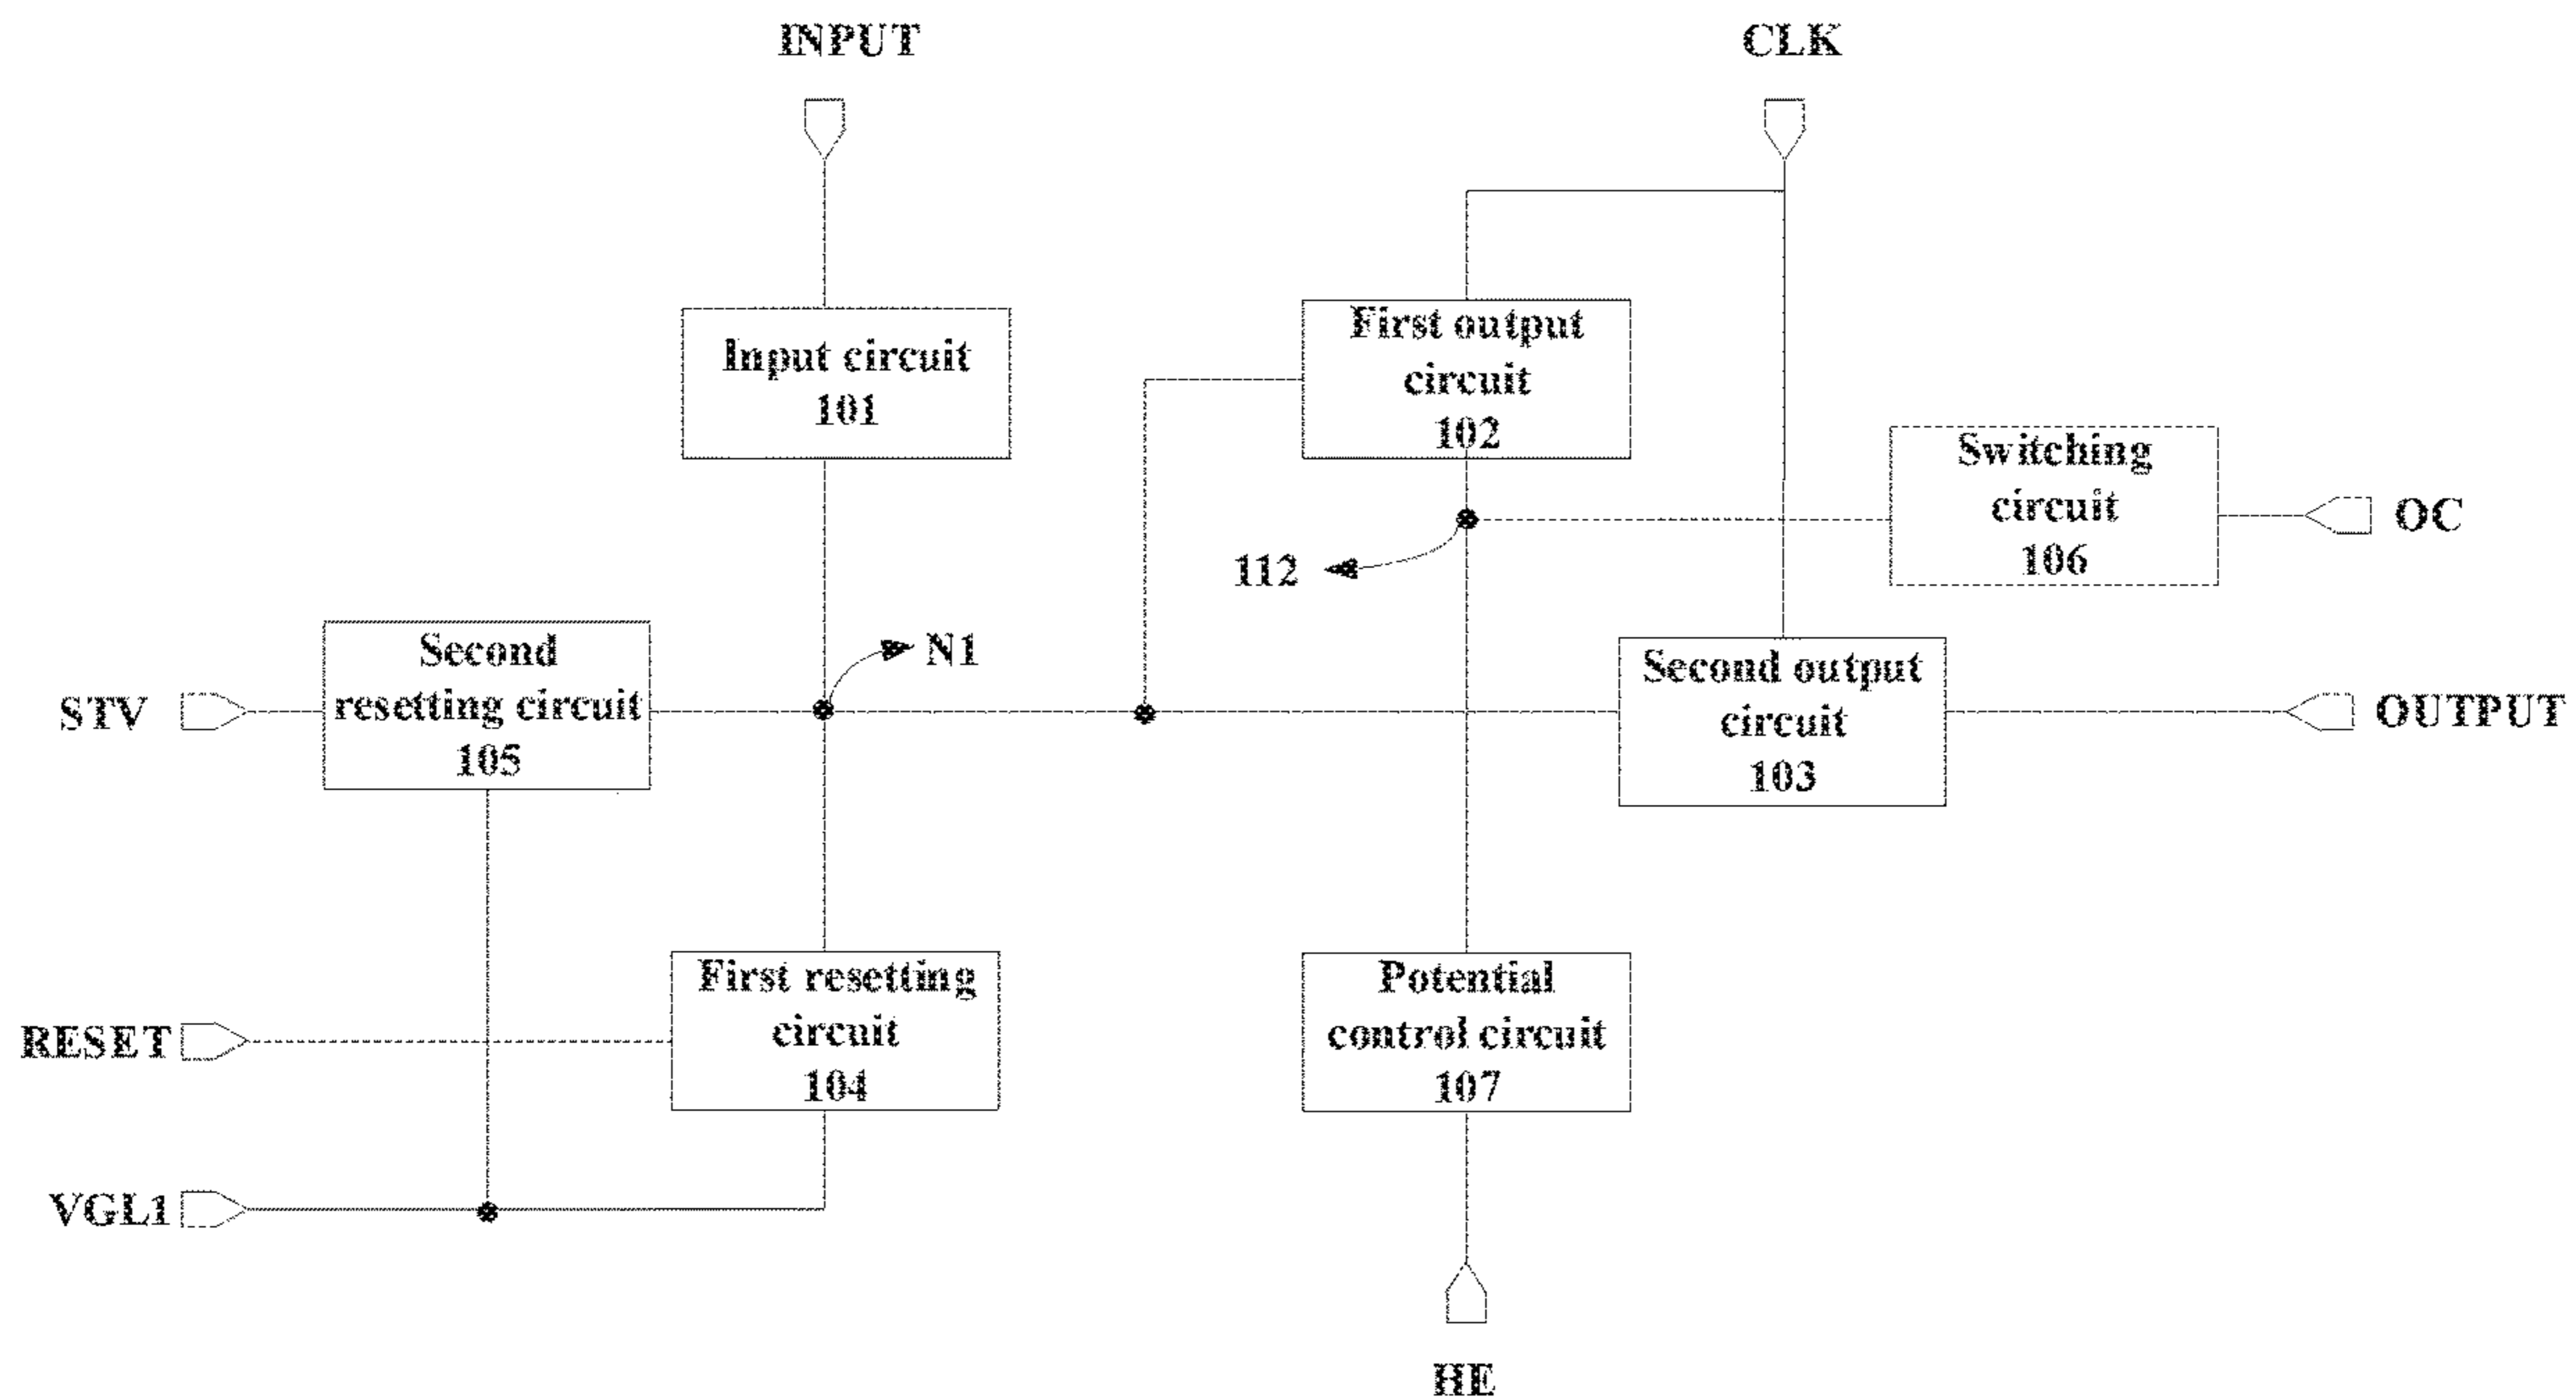 INPUT
CLK
Input circuit
101
First output
circuit
102
Switching
circuit
106
OC
112
N1
Second
resetting circuit
105
STV
Second output
circuit
103
OUTPUT
First resetting
circuit
104
RESET
Potential
control circuit
107
VGL1
HE